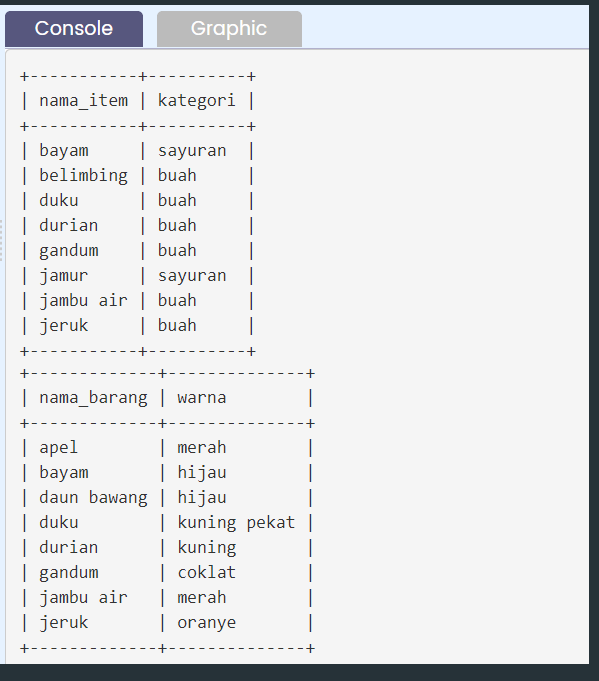 Console Graphic
+-----------+----------+
| nama_item | kategori |
+-----------+----------+
| bayam     | sayuran  |
| belimbing | buah     |
| duku      | buah     |
| durian    | buah     |
| gandum    | buah     |
| jamur     | sayuran  |
| jambu air | buah     |
| jeruk     | buah     |
+-----------+----------+
+-------------+--------------+
| nama_barang | warna        |
+-------------+--------------+
| apel        | merah        |
| bayam       | hijau        |
| daun bawang | hijau        |
| duku        | kuning pekat |
| durian      | kuning       |
| gandum      | coklat       |
| jambu air   | merah        |
| jeruk       | oranye       |
+-------------+--------------+